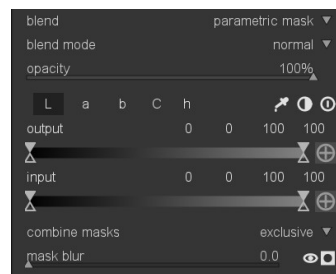 blend parametric mask
blend mode normal
opacity 100%
L a b C h
output 0 0 100 100
input 0 0 100 100
combine masks exclusive
mask blur 0.0